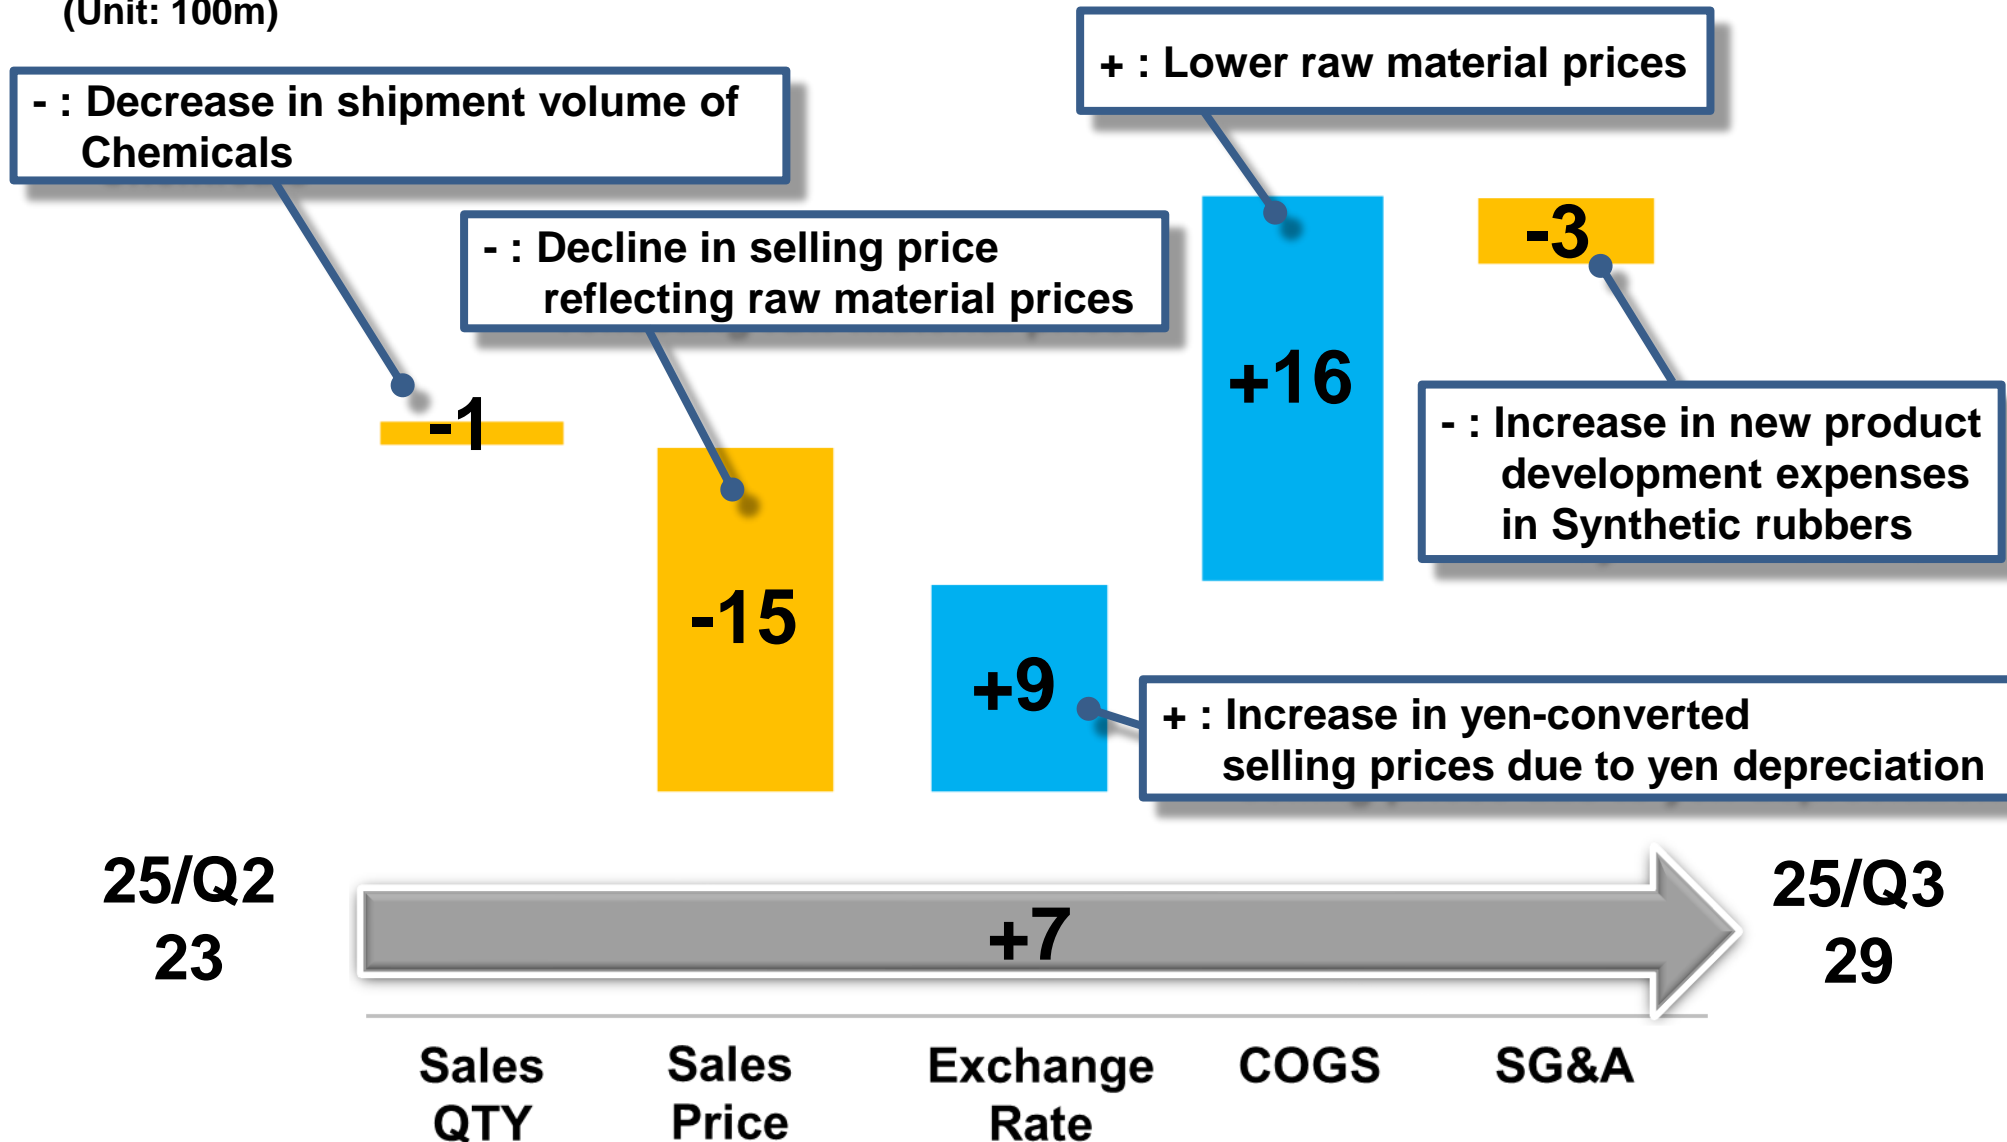 (Unit: 100m)
+ : Lower raw material prices
- : Decrease in shipment volume of
Chemicals
- : Decline in selling price
reflecting raw material prices
-3
+16
-1
- : Increase in new product
development expenses
in Synthetic rubbers
-15
+9
+ : Increase in yen-converted
selling prices due to yen depreciation
25/Q2
23
+7
25/Q3
29
Sales
QTY
Sales
Price
Exchange
Rate
COGS
SG&A